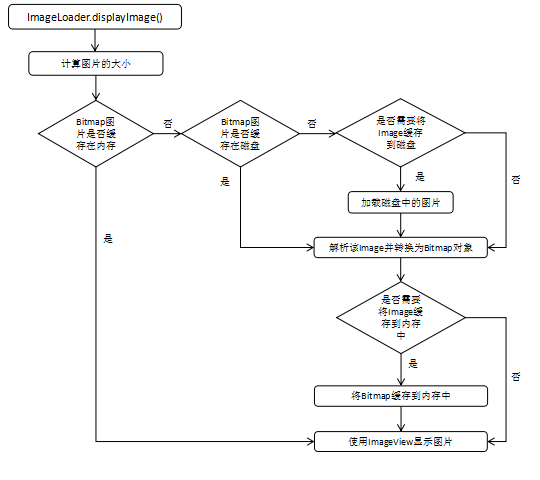 ImageLoader.displayImage()
计算图片的大小
Bitmap图
片是否缓
存在内存
否
Bitmap图
片是否缓
存在磁盘
否
是否需要将
Image缓存
到磁盘
是
否
是
加载磁盘中的图片
是
解析该Image并转换为Bitmap对象
是否需要
将Image缓
存到内存
中
是
否
将Bitmap缓存到内存中
使用ImageView显示图片